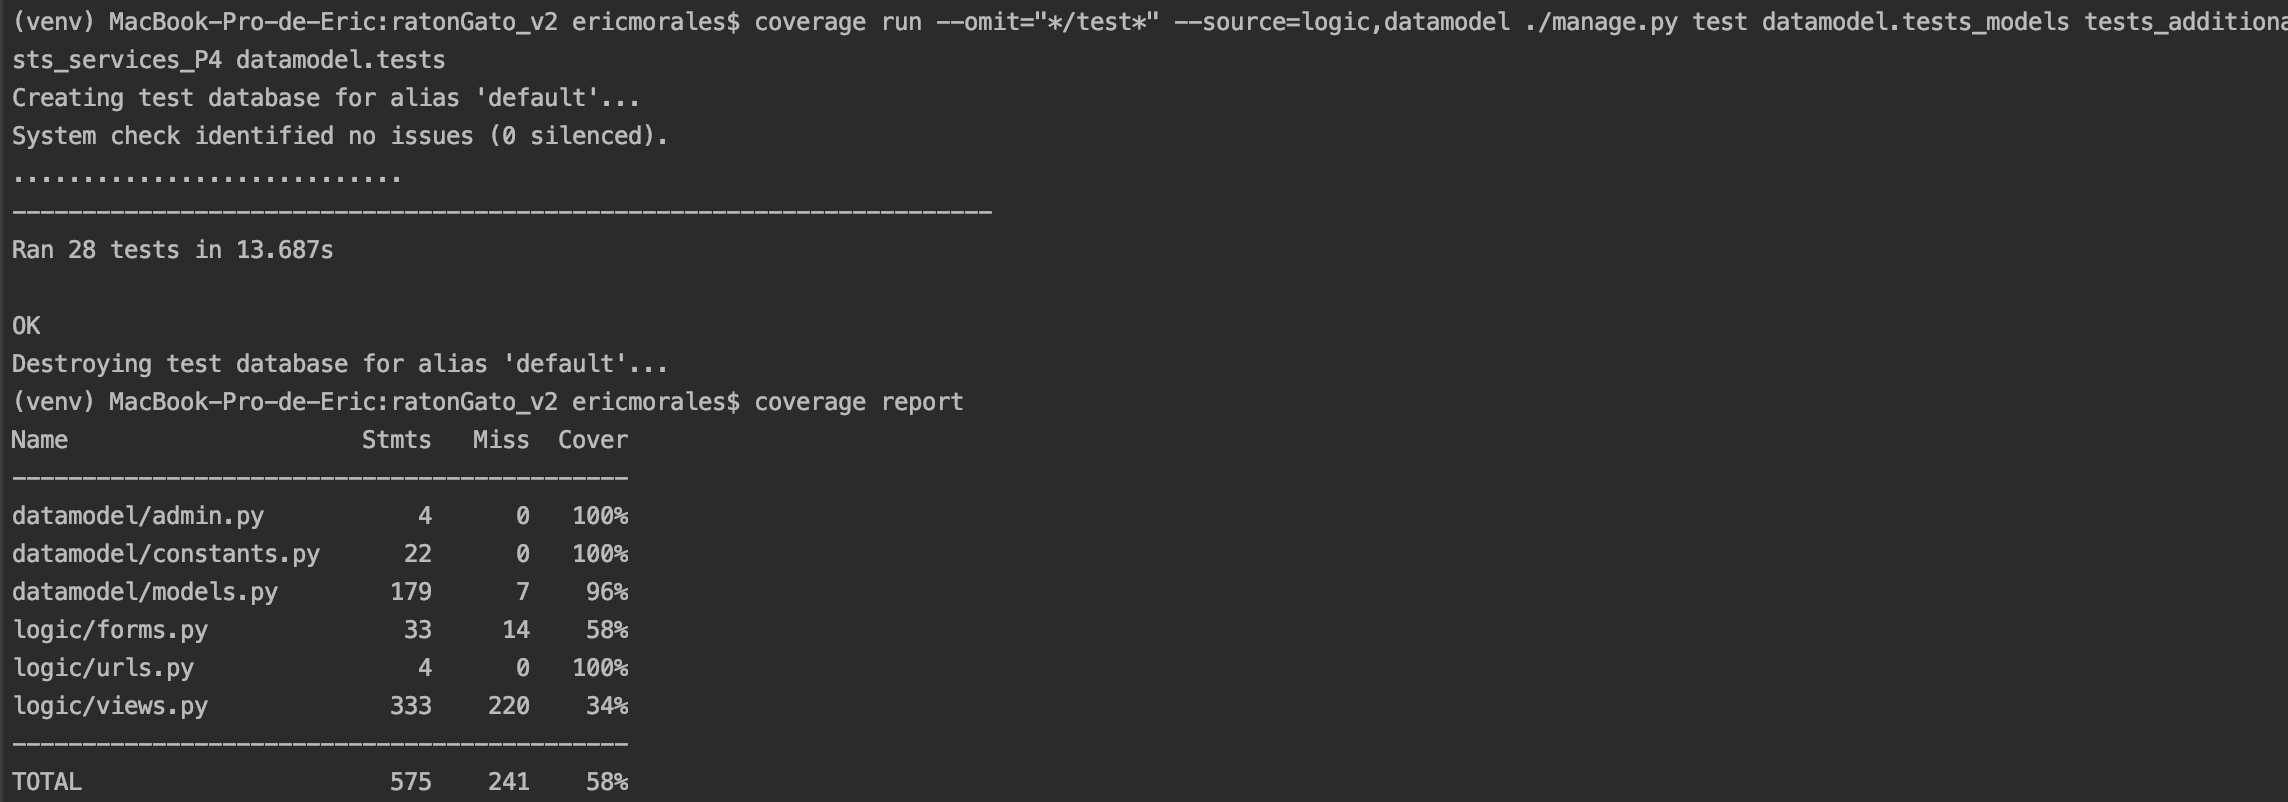 (venv) MacBook-Pro-de-Eric:ratonGato_v2 ericmorales$ coverage run --omit="*/test*" --source=logic,datamodel ./manage.py test datamodel.tests_models tests_additiona
sts_services_P4 datamodel.tests
Creating test database for alias 'default'...
System check identified no issues (0 silenced).
............................
----------------------------------------------------------------------
Ran 28 tests in 13.687s
OK
Destroying test database for alias 'default'...
(venv) MacBook-Pro-de-Eric:ratonGato_v2 ericmorales$ coverage report
Name                     Stmts   Miss  Cover
--------------------------------------------
datamodel/admin.py           4      0   100%
datamodel/constants.py      22      0   100%
datamodel/models.py        179      7    96%
logic/forms.py              33     14    58%
logic/urls.py                4      0   100%
logic/views.py             333    220    34%
--------------------------------------------
TOTAL                      575    241    58%